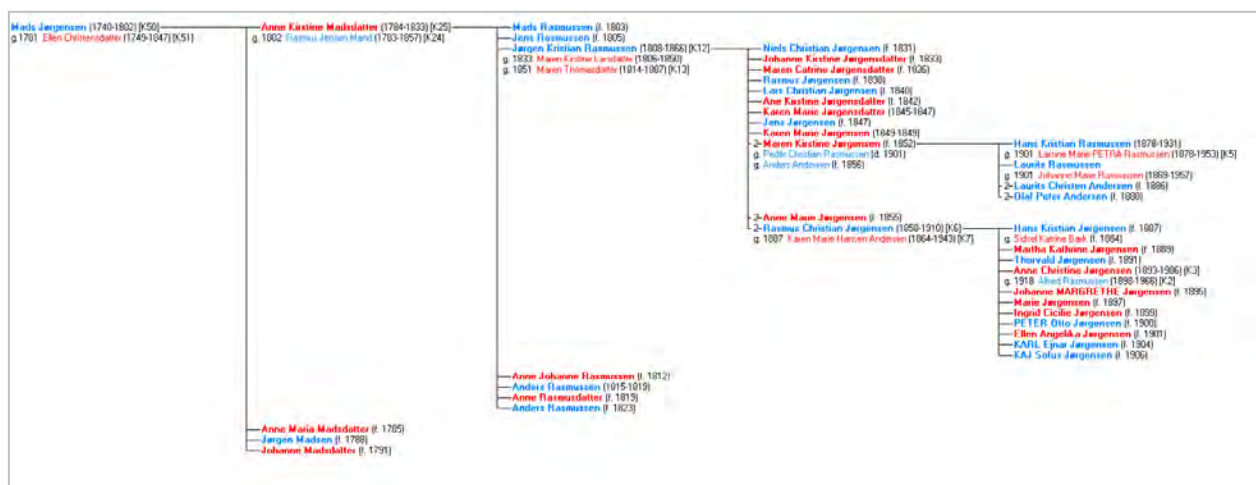 Mads Jørgensen (1740-1802) [K50]
g. 1781 Ellen Christensdatter (1749-1847) [K51]
Anne Kirstine Madsdatter (1784-1833) [K25]
g. 1802 Rasmus Jensen Mand (1783-1857) [K24]
Mads Rasmussen (f. 1803)
Jens Rasmussen (f. 1805)
Jørgen Kristian Rasmussen (1808-1866) [K12]
g. 1833 Maren Kirstine Larsdatter (1806-1850)
g. 1851 Maren Thomasdatter (1814-1887) [K13]
Niels Christian Jørgensen (f. 1831)
Johanne Kirstine Jørgensdatter (f. 1833)
Maren Catrine Jørgensdatter (f. 1836)
Rasmus Jørgensen (f. 1838)
Lars Christian Jørgensen (f. 1840)
Ane Kirstine Jørgensdatter (f. 1842)
Karen Marie Jørgensdatter (1845-1847)
Jens Jørgensen (f. 1847)
Karen Marie Jørgensen (1849-1849)
2- Maren Kirstine Jørgensen (f. 1852)
g. Peder Christian Rasmussen [d. 1901)
g. Anders Andersen (f. 1856)
Hans Kristian Rasmussen (1878-1931)
g. 1901 Laurine Marie PETRA Rasmussen (1878-1953) [K5]
Laurits Rasmussen
g. 1901 Johanne Marie Rasmussen (1869-1957)
2- Laurits Christen Andersen (f. 1886)
2- Olaf Peter Andersen (f. 1888)
2- Anne Marie Jørgensen (f. 1855)
2- Rasmus Christian Jørgensen (1858-1910) [K6]
g. 1887 Karen Marie Hansen Andersen (1864-1943) [K7]
Hans Kristian Jørgensen (f. 1887)
g. Sidsel Katrine Bæk (f. 1884)
Martha Kathrine Jørgensen (f. 1889)
Thorvald Jørgensen (f. 1891)
Anne Christine Jørgensen (1893-1986) [K3]
g. 1918 Alfred Rasmussen (1898-1966) [K2]
Johanne MARGRETHE Jørgensen (f. 1895)
Marie Jørgensen (f. 1897)
Ingrid Cicilie Jørgensen (f. 1899)
PETER Otto Jørgensen (f. 1900)
Ellen Angelika Jørgensen (f. 1901)
KARL Ejnar Jørgensen (f. 1904)
KAJ Sofus Jørgensen (f. 1906)
Anne Johanne Rasmussen (f. 1812)
Anders Rasmussen (1815-1819)
Anne Rasmusdatter (f. 1819)
Anders Rasmussen (f. 1823)
Anne Maria Madsdatter (f. 1785)
Jørgen Madsen (f. 1788)
Johanne Madsdatter (f. 1791)